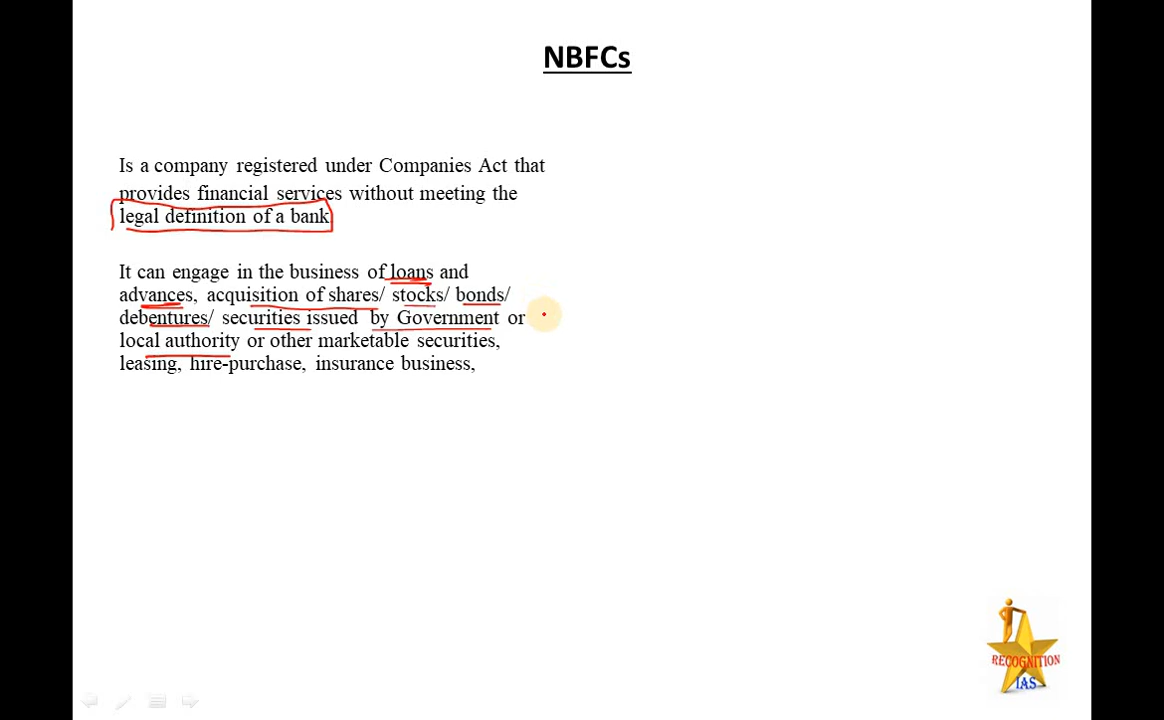 NBFCs
Is a company registered under Companies Act that
provides financial services without meeting the
legal definition of a bank
It can engage in the business of loans and
advances, acquisition of shares/ stocks/ bonds/
debentures/ securities issued by Government or
local authority or other marketable securities,
leasing, hire-purchase, insurance business,
RECOGNITION
IAS